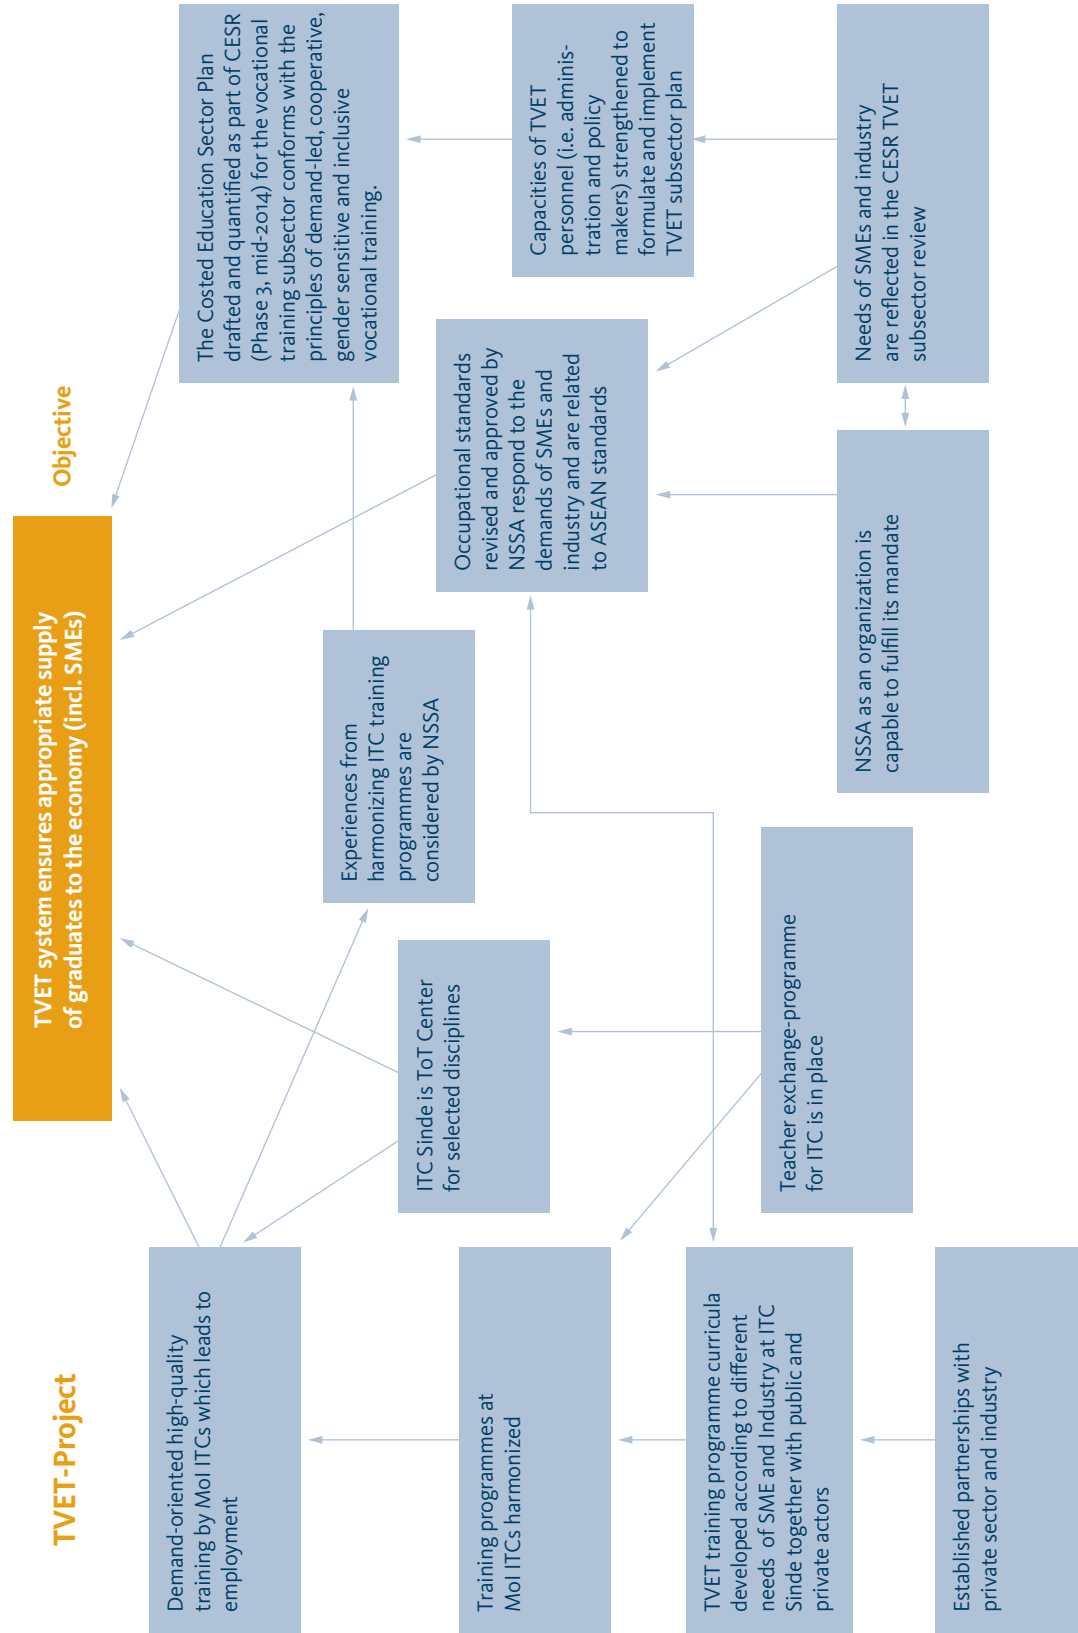 TVET-Project
Objective
TVET system ensures appropriate supply
of graduates to the economy (incl. SMEs)
Demand-oriented high-quality
training by MoI ITCs which leads to
employment
The Costed Education Sector Plan
drafted and quantified as part of CESR
(Phase 3, mid-2014) for the vocational
training subsector conforms with the
principles of demand-led, cooperative,
gender sensitive and inclusive
vocational training.
Experiences from
harmonizing ITC training
programmes are
considered by NSSA
ITC Sinde is ToT Center
for selected disciplines
Occupational standards
revised and approved by
NSSA respond to the
demands of SMEs and
industry and are related
to ASEAN standards
Capacities of TVET
personnel (i.e. adminis-
tration and policy
makers) strengthened to
formulate and implement
TVET subsector plan
Training programmes at
MoI ITCs harmonized
TVET training programme curricula
developed according to different
needs of SME and Industry at ITC
Sinde together with public and
private actors
Teacher exchange-programme
for ITC is in place
NSSA as an organization is
capable to fulfill its mandate
Needs of SMEs and industry
are reflected in the CESR TVET
subsector review
Established partnerships with
private sector and industry